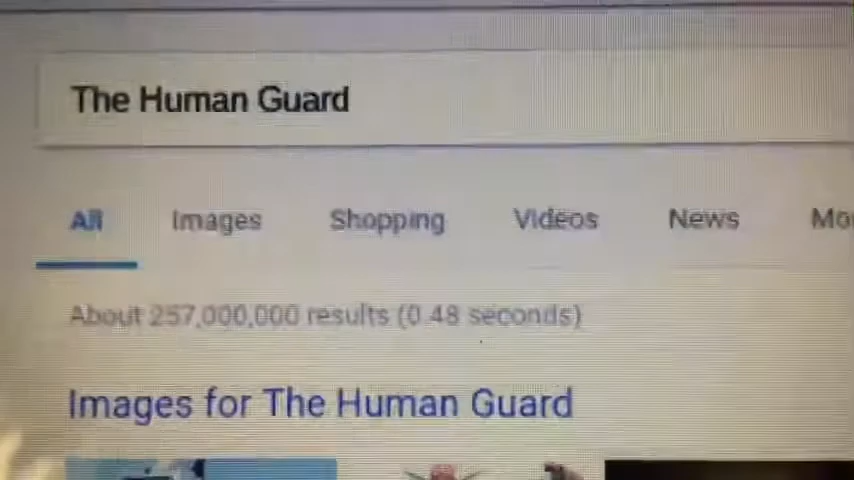 The Human Guard
All Images Shopping Videos News
About 257,000,000 results (0.48 seconds)
Images for The Human Guard